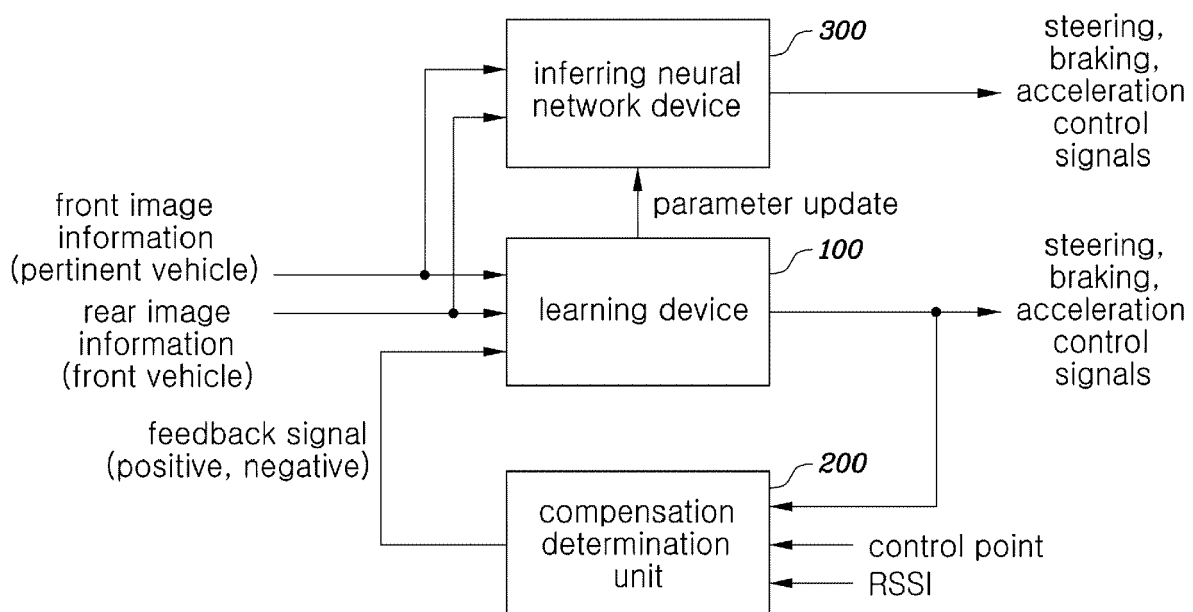 300
inferring neural
network device
steering,
braking,
acceleration
control
signals
parameter update
front image
information
(pertinent vehicle)
100
learning device
steering,
braking,
acceleration
control
signals
rear image
information
(front vehicle)
feedback signal
(positive, negative)
200
compensation
determination
unit
control point
RSSI